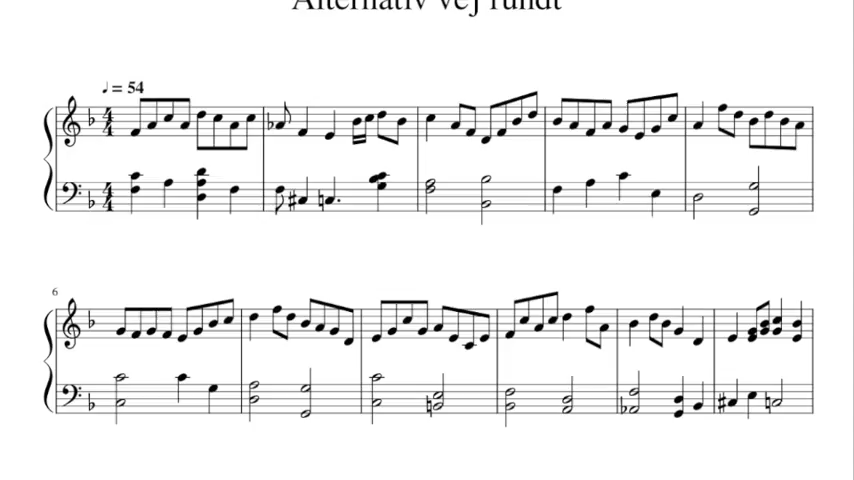 Alternativ vej rundt
♩ = 54
6